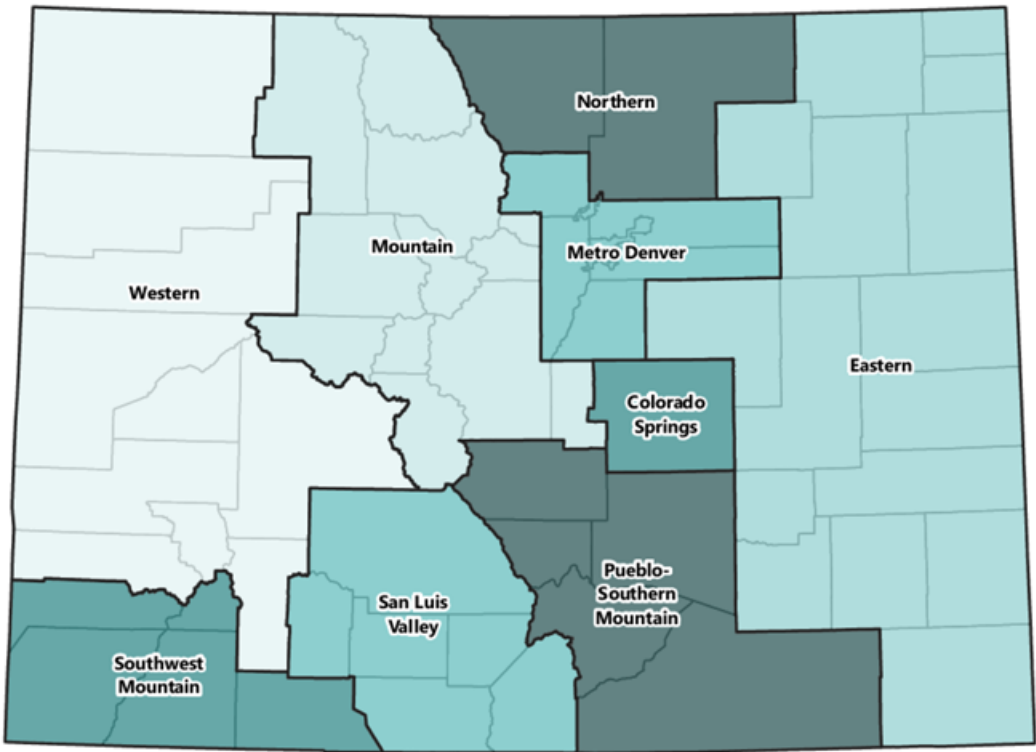 Northern
Mountain
Metro Denver
Western
Eastern
Colorado
Springs
Pueblo-
Southern
Mountain
San Luis
Valley
Southwest
Mountain